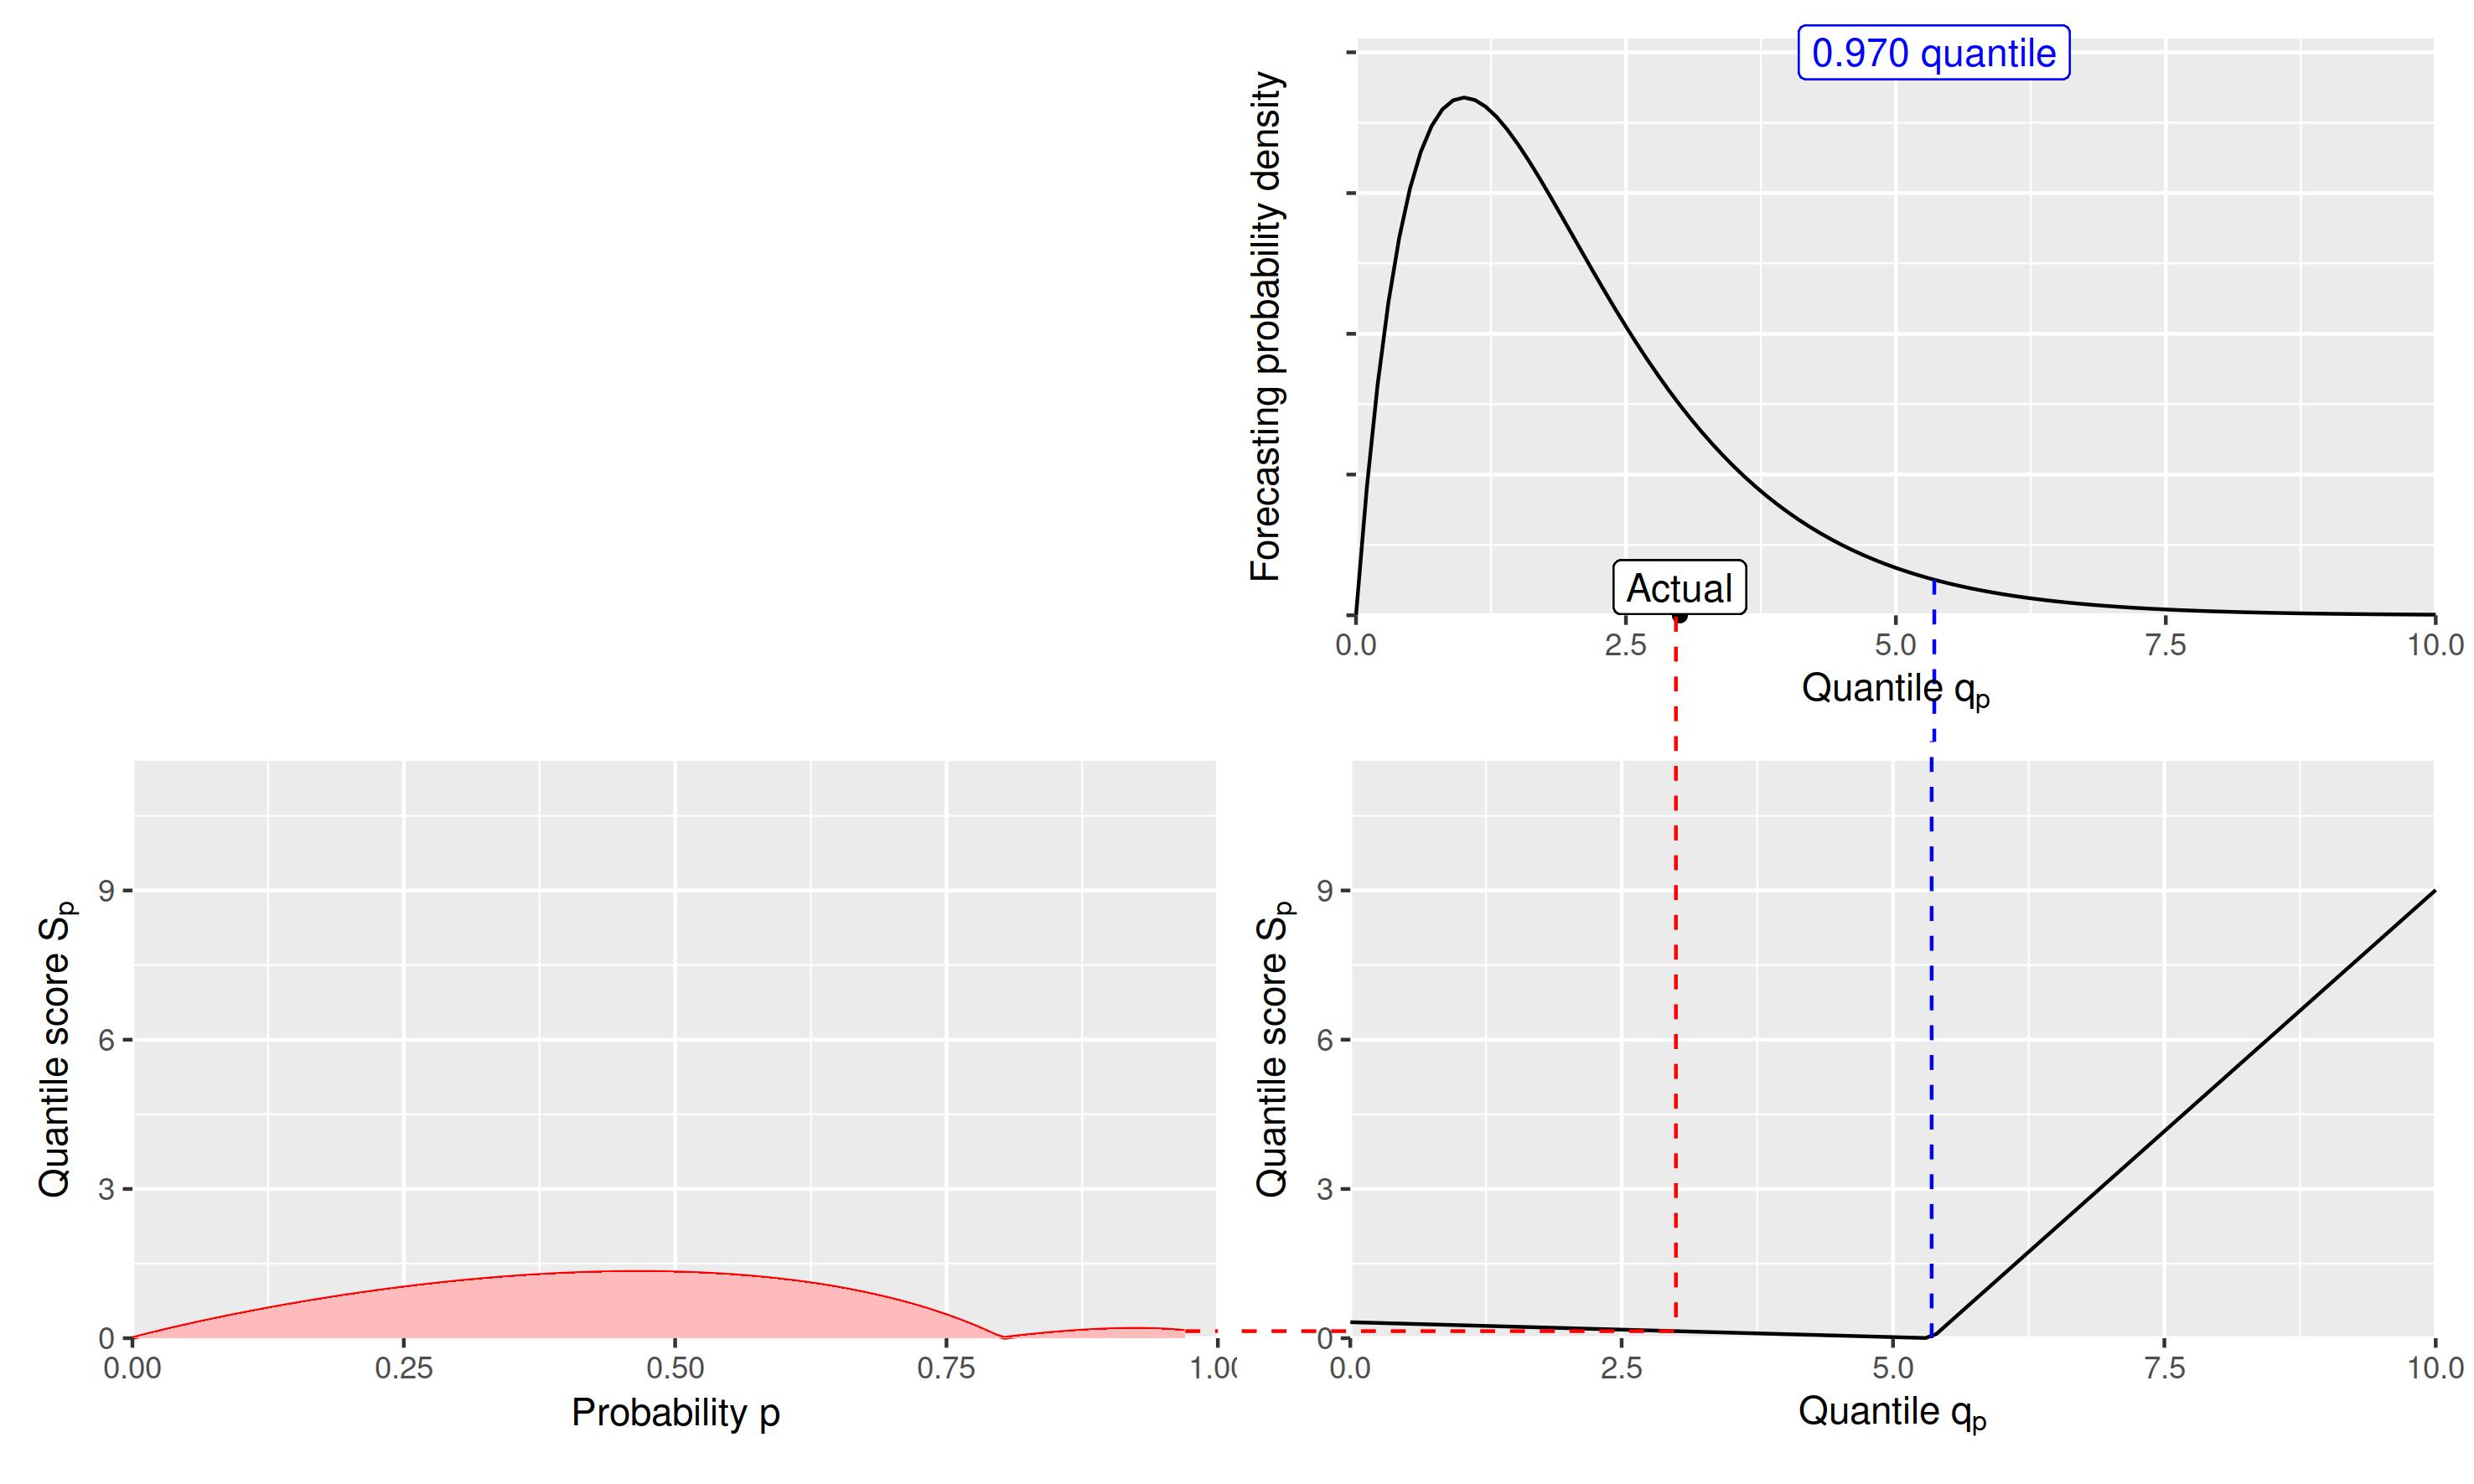 0.970 quantile
Forecasting probability density
Actual
0.0 2.5 5.0 7.5 10.0
Quantile qp
Quantile score Sp
9
6
3
0
0.00 0.25 0.50 0.75 1.0
Probability p
Quantile score Sp
9
6
3
0
0.0 2.5 5.0 7.5 10.0
Quantile qp